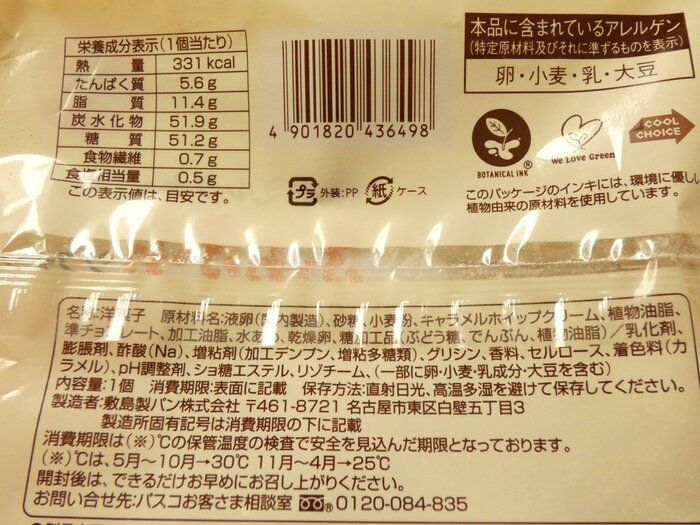 栄養成分表示(1個当たり)
熱量 331kcal
たんぱく質 5.6g
脂質 11.4g
炭水化物 51.9g
糖質 51.2g
食物繊維 0.7g
食塩相当量 0.5g
この表示値は、目安です。
4 901820 436498
プラ 外装:PP 紙 ケース
本品に含まれているアレルゲン
(特定原材料及びそれに準ずるものを表示)
卵・小麦・乳・大豆
BOTANICAL INK ®
We Love Green
COOL CHOICE
このパッケージのインキには、環境に優し
植物由来の原材料を使用しています。
名称:洋菓子 原材料名:液卵(国内製造)、砂糖、小麦粉、キャラメルホイップクリーム、植物油脂、
準チョコレート、加工油脂、水あめ、乾燥卵、糖加工品(ぶどう糖、でんぷん、植物油脂)/乳化剤、
膨脹剤、酢酸(Na)、増粘剤(加工デンプン、増粘多糖類)、グリシン、香料、セルロース、着色料(カ
ラメル)、pH調整剤、ショ糖エステル、リゾチーム、(一部に卵・小麦・乳成分・大豆を含む)
内容量:1個 消費期限:表面に記載 保存方法:直射日光、高温多湿を避けて保存してください。
製造者:敷島製パン株式会社 〒461-8721 名古屋市東区白壁五丁目3
製造所固有記号は消費期限の下に記載
消費期限は(※)℃の保管温度の検査で安全を見込んだ期限となっております。
(※)℃は、5月~10月→30℃ 11月~4月→25℃
開封後は、できるだけお早めにお召し上がりください。
お問い合せ先:パスコお客さま相談室 0120-084-835